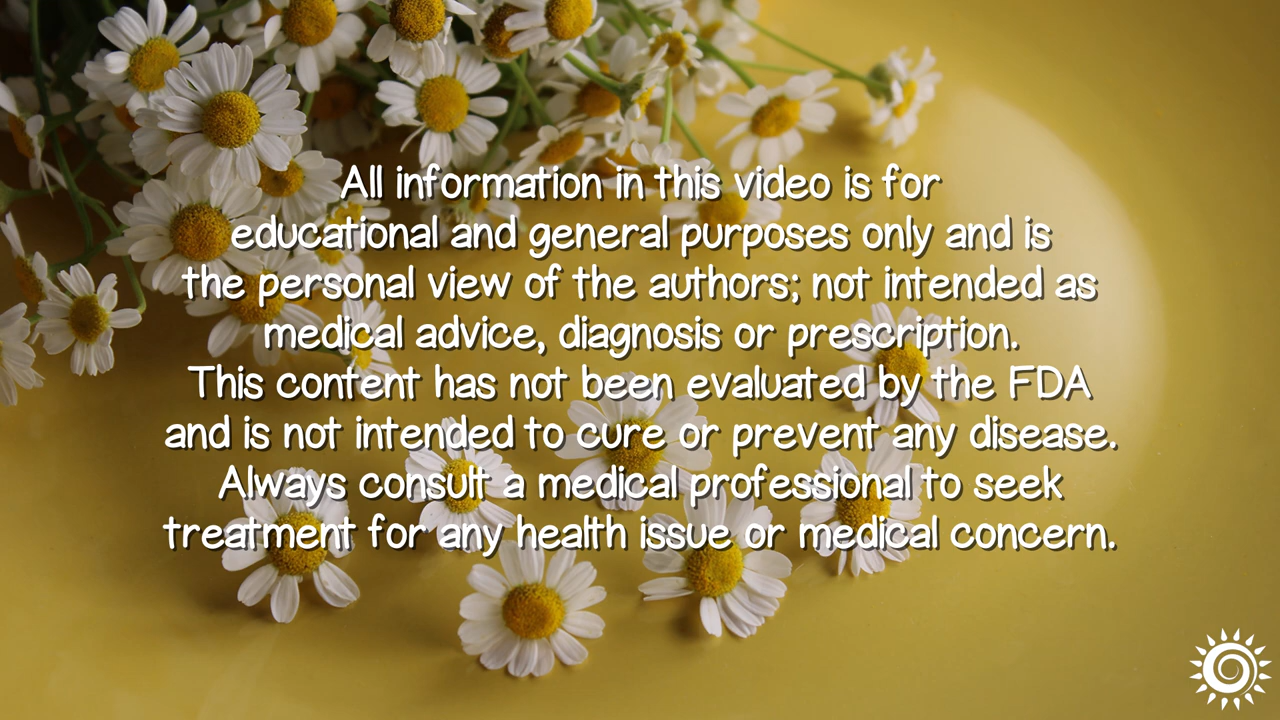 All information in this video is for
educational and general purposes only and is
the personal view of the authors; not intended as
medical advice, diagnosis or prescription.
This content has not been evaluated by the FDA
and is not intended to cure or prevent any disease.
Always consult a medical professional to seek
treatment for any health issue or medical concern.